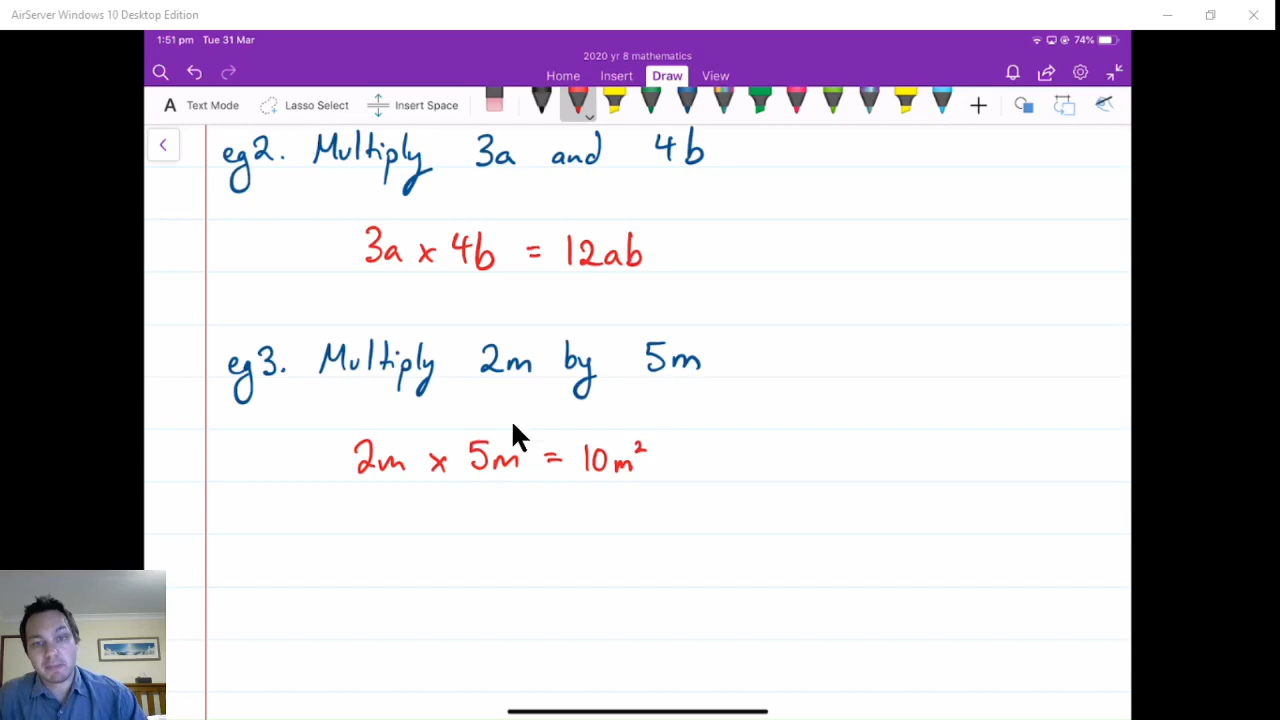 AirServer Windows 10 Desktop Edition
1:51 pm Tue 31 Mar
74%
2020 yr 8 mathematics
Home Insert Draw View
A Text Mode Lasso Select Insert Space
eg2. Multiply 3a and 4b
3a × 4b = 12ab
eg3. Multiply 2m by 5m
2m × 5m = 10m²